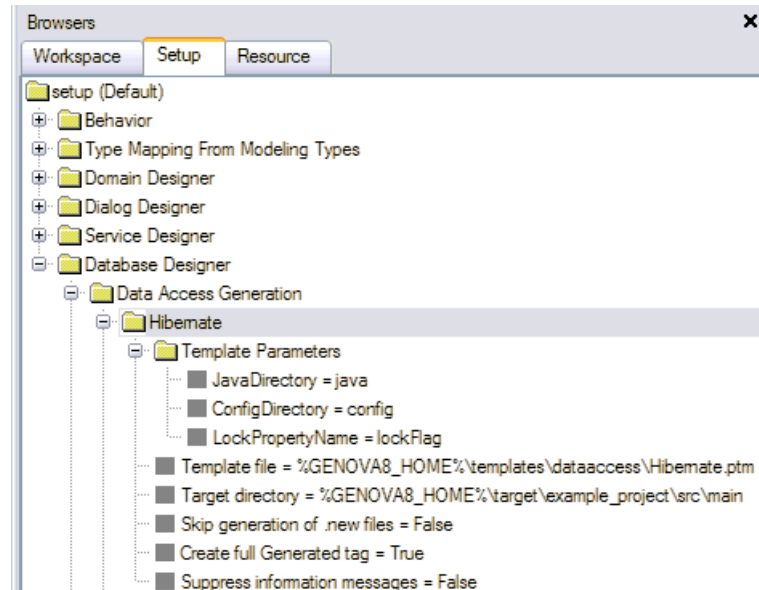 Browsers
Workspace Setup Resource
setup (Default)
Behavior
Type Mapping From Modeling Types
Domain Designer
Dialog Designer
Service Designer
Database Designer
Data Access Generation
Hibernate
Template Parameters
JavaDirectory = java
ConfigDirectory = config
LockPropertyName = lockFlag
Template file = %GENOVA8_HOME%\templates\dataaccess\Hibernate.ptm
Target directory = %GENOVA8_HOME%\target\example_project\src\main
Skip generation of .new files = False
Create full Generated tag = True
Suppress information messages = False